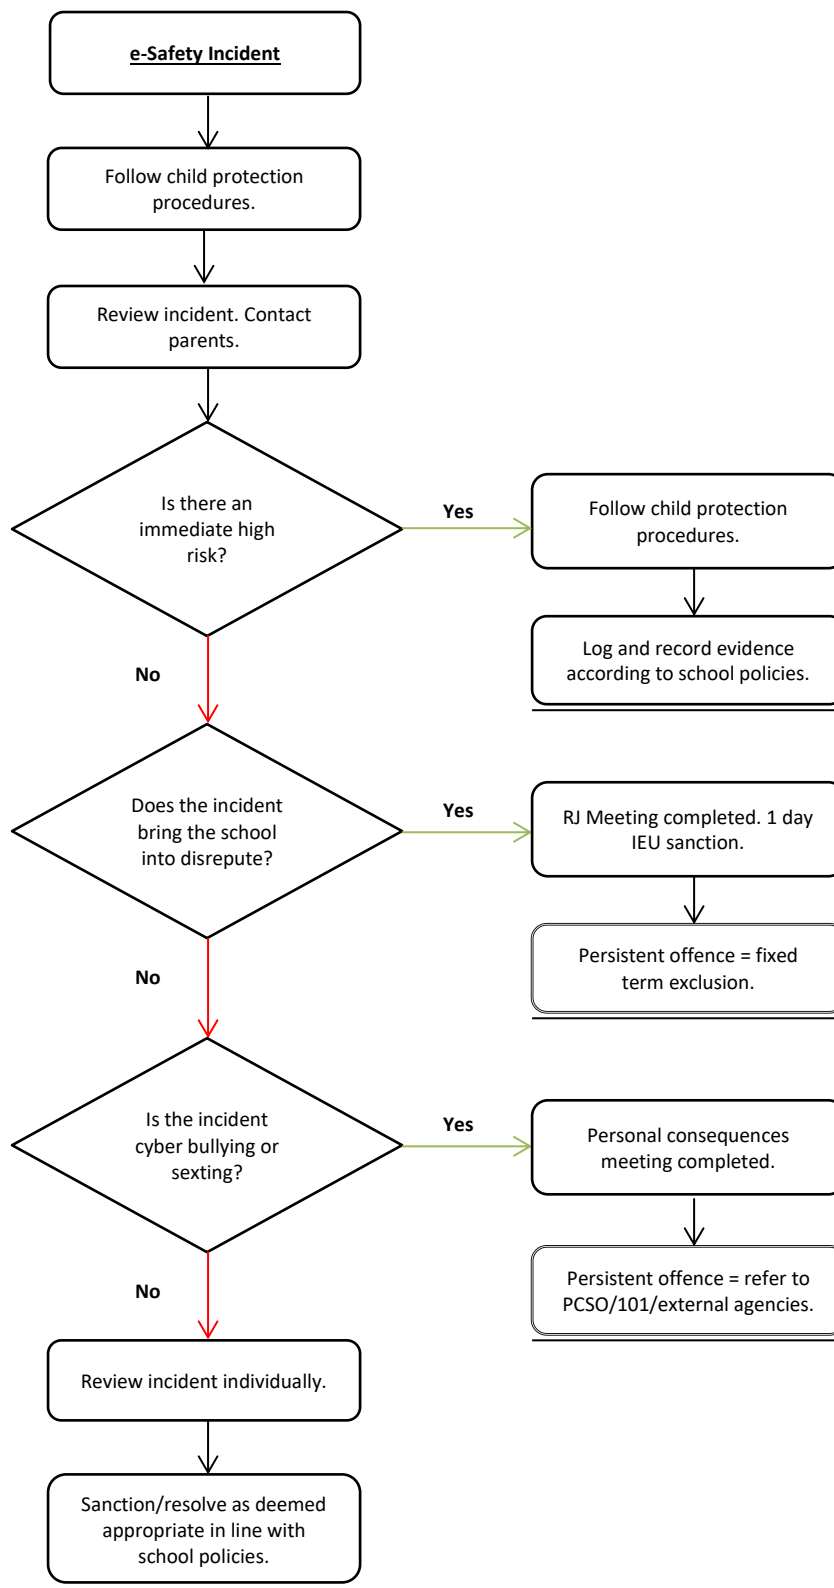 e-Safety Incident
Follow child protection
procedures.
Review incident. Contact
parents.
Is there an
immediate high
risk?
Yes
Follow child protection
procedures.
Log and record evidence
according to school policies.
No
Does the incident
bring the school
into disrepute?
Yes
RJ Meeting completed. 1 day
IEU sanction.
Persistent offence = fixed
term exclusion.
No
Is the incident
cyber bullying or
sexting?
Yes
Personal consequences
meeting completed.
Persistent offence = refer to
PCSO/101/external agencies.
No
Review incident individually.
Sanction/resolve as deemed
appropriate in line with
school policies.